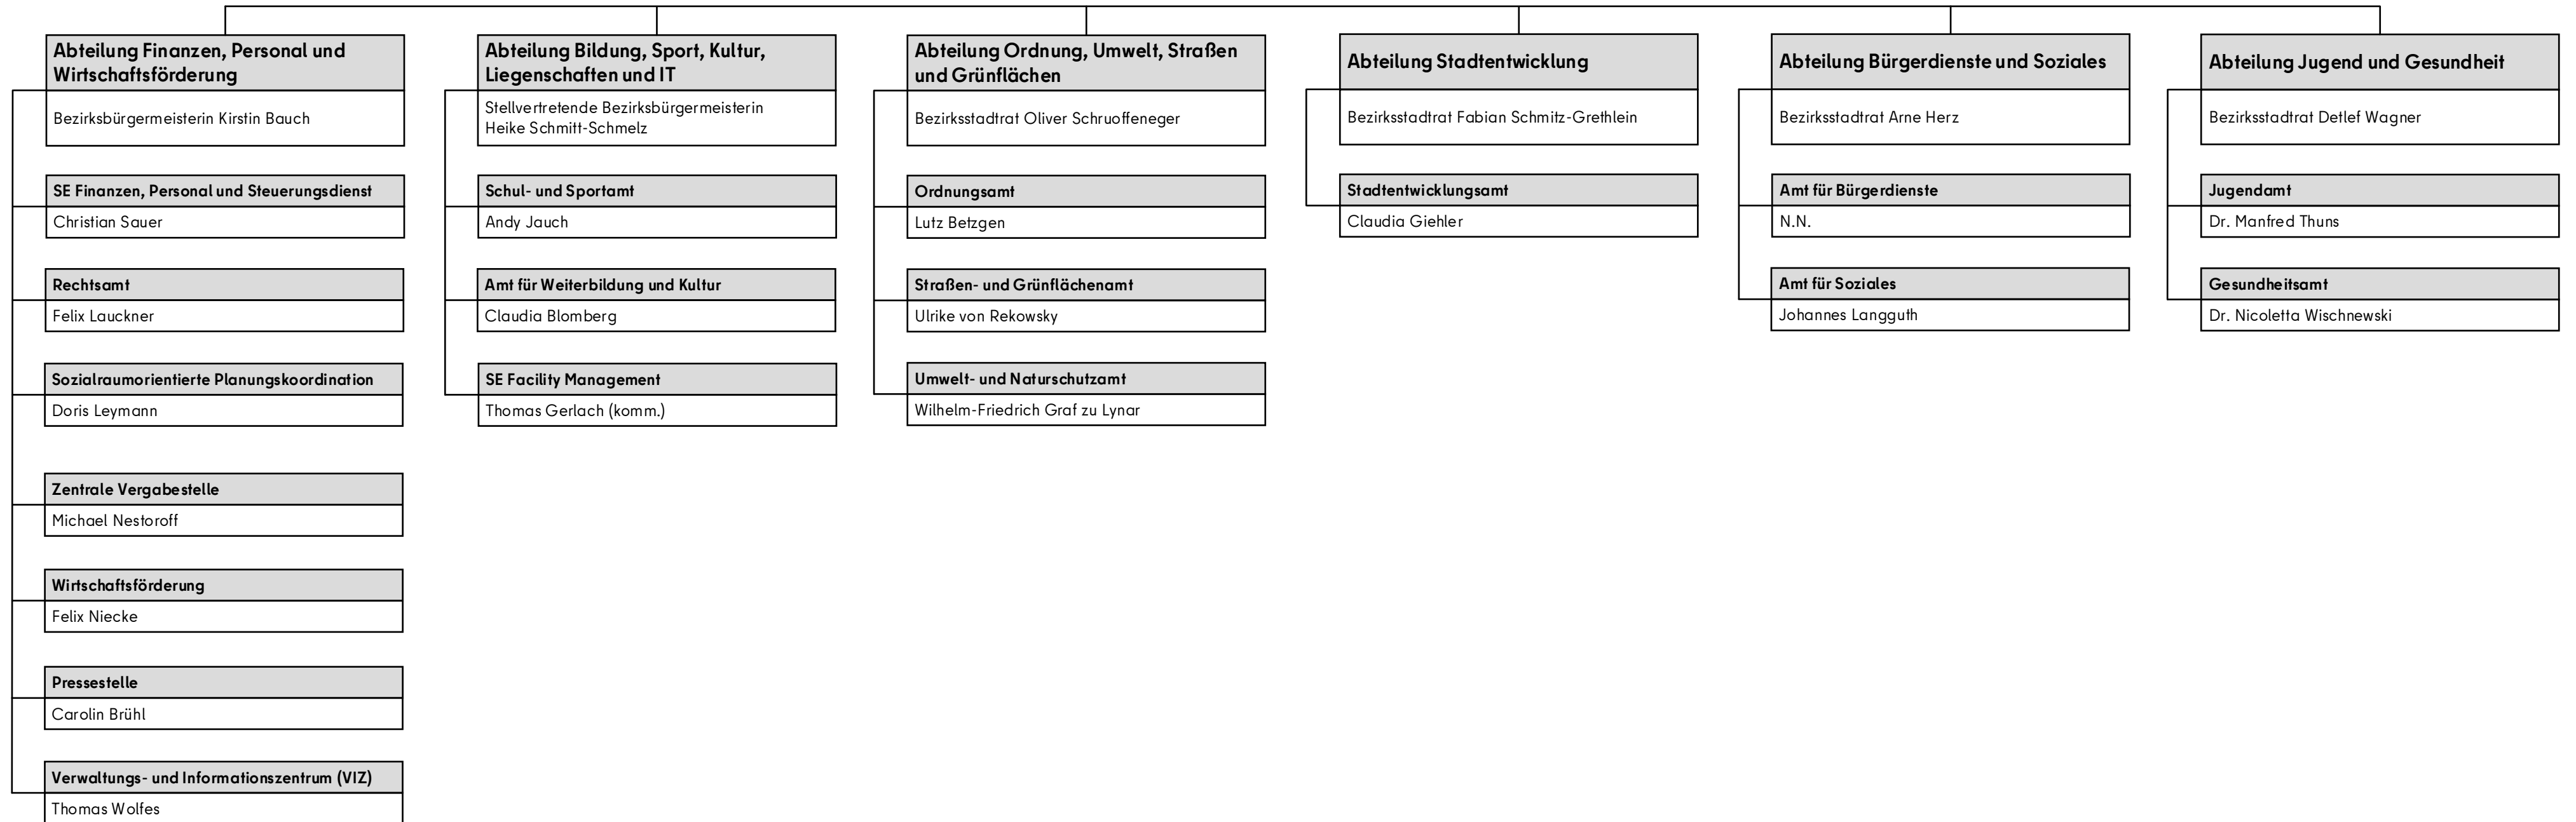 Abteilung Finanzen, Personal und
Wirtschaftsförderung
Bezirksbürgermeisterin Kirstin Bauch
SE Finanzen, Personal und Steuerungsdienst
Christian Sauer
Rechtsamt
Felix Lauckner
Sozialraumorientierte Planungskoordination
Doris Leymann
Zentrale Vergabestelle
Michael Nestoroff
Wirtschaftsförderung
Felix Niecke
Pressestelle
Carolin Brühl
Verwaltungs- und Informationszentrum (VIZ)
Thomas Wolfes
Abteilung Bildung, Sport, Kultur,
Liegenschaften und IT
Stellvertretende Bezirksbürgermeisterin
Heike Schmitt-Schmelz
Schul- und Sportamt
Andy Jauch
Amt für Weiterbildung und Kultur
Claudia Blomberg
SE Facility Management
Thomas Gerlach (komm.)
Abteilung Ordnung, Umwelt, Straßen
und Grünflächen
Bezirksstadtrat Oliver Schruoffeneger
Ordnungsamt
Lutz Betzgen
Straßen- und Grünflächenamt
Ulrike von Rekowsky
Umwelt- und Naturschutzamt
Wilhelm-Friedrich Graf zu Lynar
Abteilung Stadtentwicklung
Bezirksstadtrat Fabian Schmitz-Grethlein
Stadtentwicklungsamt
Claudia Giehler
Abteilung Bürgerdienste und Soziales
Bezirksstadtrat Arne Herz
Amt für Bürgerdienste
N.N.
Amt für Soziales
Johannes Langguth
Abteilung Jugend und Gesundheit
Bezirksstadtrat Detlef Wagner
Jugendamt
Dr. Manfred Thuns
Gesundheitsamt
Dr. Nicoletta Wischnewski